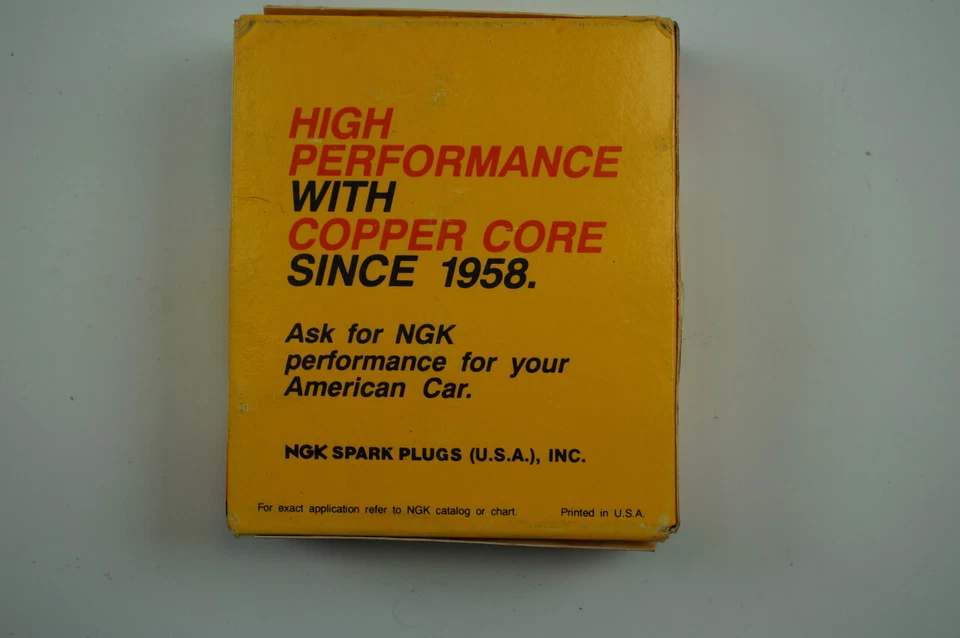 HIGH
PERFORMANCE
WITH
COPPER CORE
SINCE 1958.
Ask for NGK
performance for your
American Car.
NGK SPARK PLUGS (U.S.A.), INC.
For exact application refer to NGK catalog or chart. Printed in U.S.A.